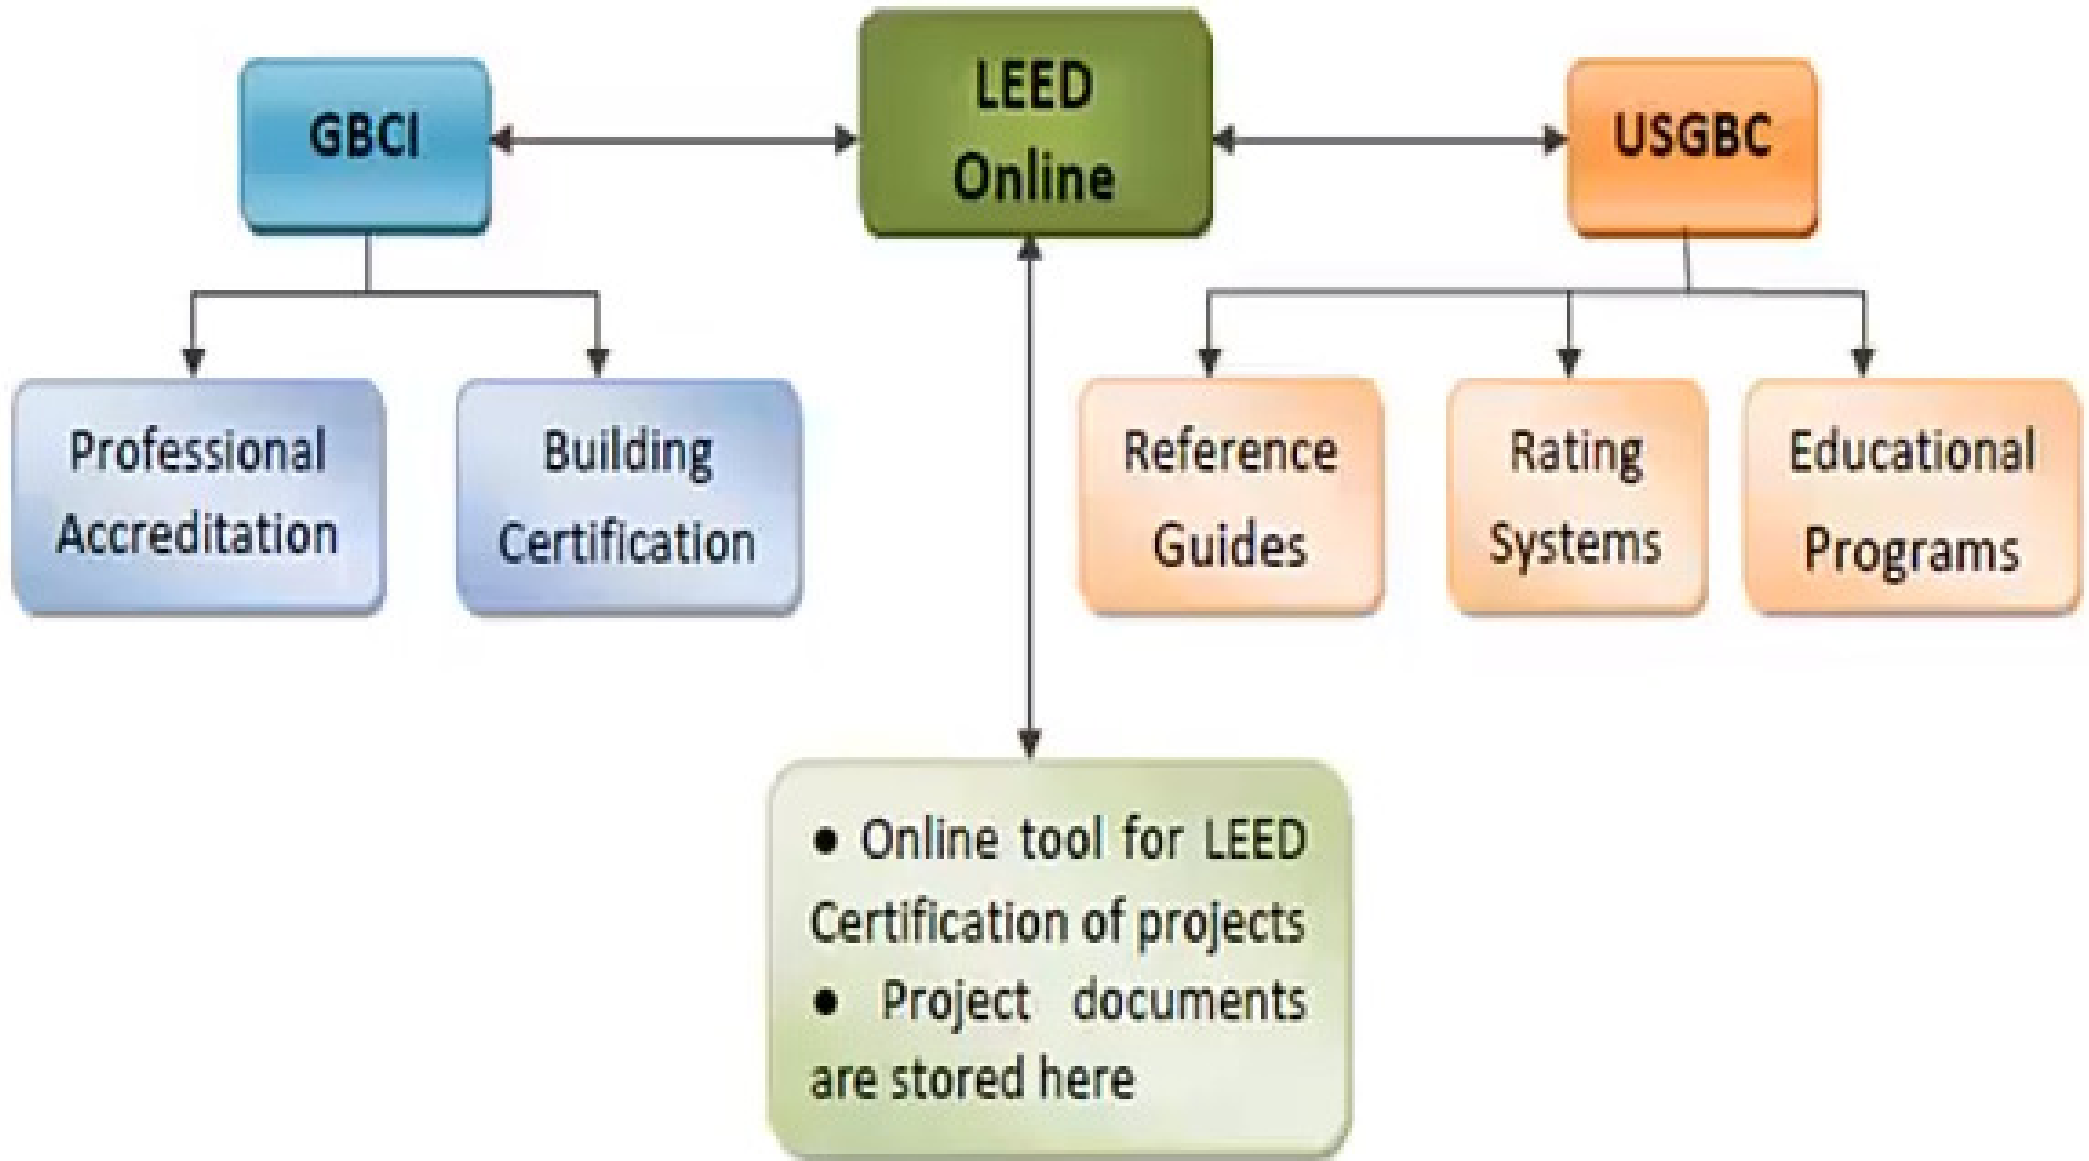 GBCI
LEED
Online
USGBC
Professional
Accreditation
Building
Certification
Reference
Guides
Rating
Systems
Educational
Programs
● Online tool for LEED
Certification of projects
● Project documents
are stored here